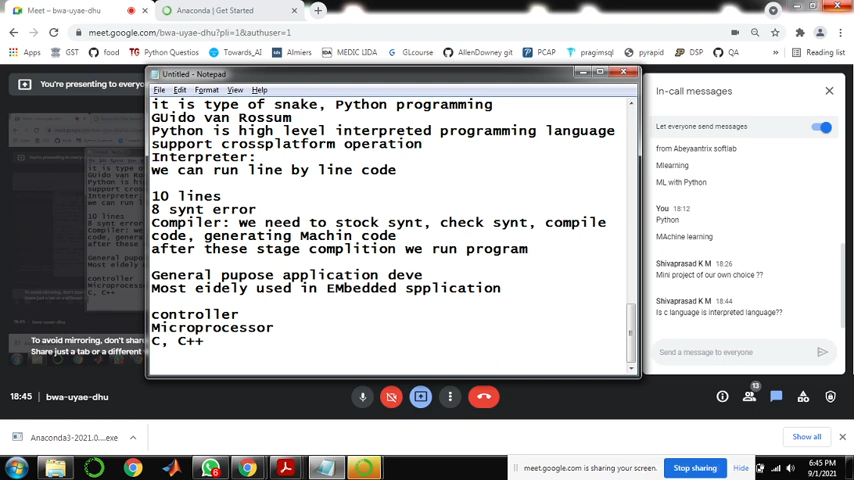 Meet – bwa-uyae-dhu
Anaconda | Get Started
meet.google.com/bwa-uyae-dhu?pli=1&authuser=1
Apps
GST
food
Python Questions
Towards_AI
Almiers
MEDIC LIDA
GLcourse
AllenDowney git
PCAP
pragimsql
pyrapid
DSP
QA
Reading list
You're presenting to everyo
Untitled - Notepad
File Edit Format View Help
it is type of snake, Python programming
GUido van Rossum
Python is high level interpreted programming language
support crossplatform operation
Interpreter:
we can run line by line code
10 lines
8 synt error
Compiler: we need to stock synt, check synt, compile
code, generating Machin Code
after these stage complition we run program
General pupose application deve
Most eidely used in EMbedded spplication
controller
Microprocessor
C, C++
To avoid mirroring, don't shar
Share just a tab or a different
In-call messages
Let everyone send messages
from Abeyaantrix softlab
Mlearning
ML with Python
You 18:12
Python
MAchine learning
Shivaprasad K M 18:26
Mini project of our own choice ??
Shivaprasad K M 18:44
Is c language is interpreted language??
Send a message to everyone
18:45 bwa-uyae-dhu
13
Anaconda3-2021.0....exe
Show all
meet.google.com is sharing your screen.
Stop sharing
Hide
6:45 PM
9/1/2021